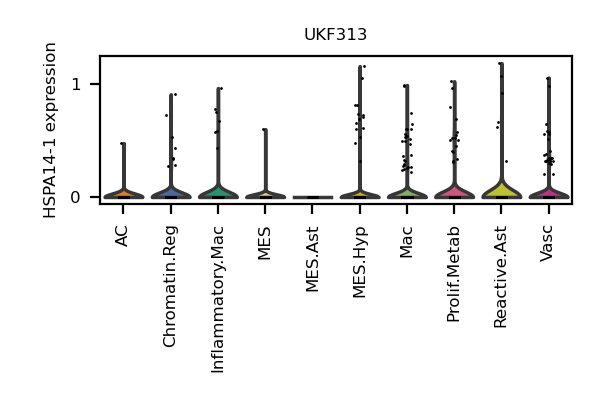 UKF313
HSPA14-1 expression
1
0
AC
Chromatin.Reg
Inflammatory.Mac
MES
MES.Ast
MES.Hyp
Mac
Prolif.Metab
Reactive.Ast
Vasc